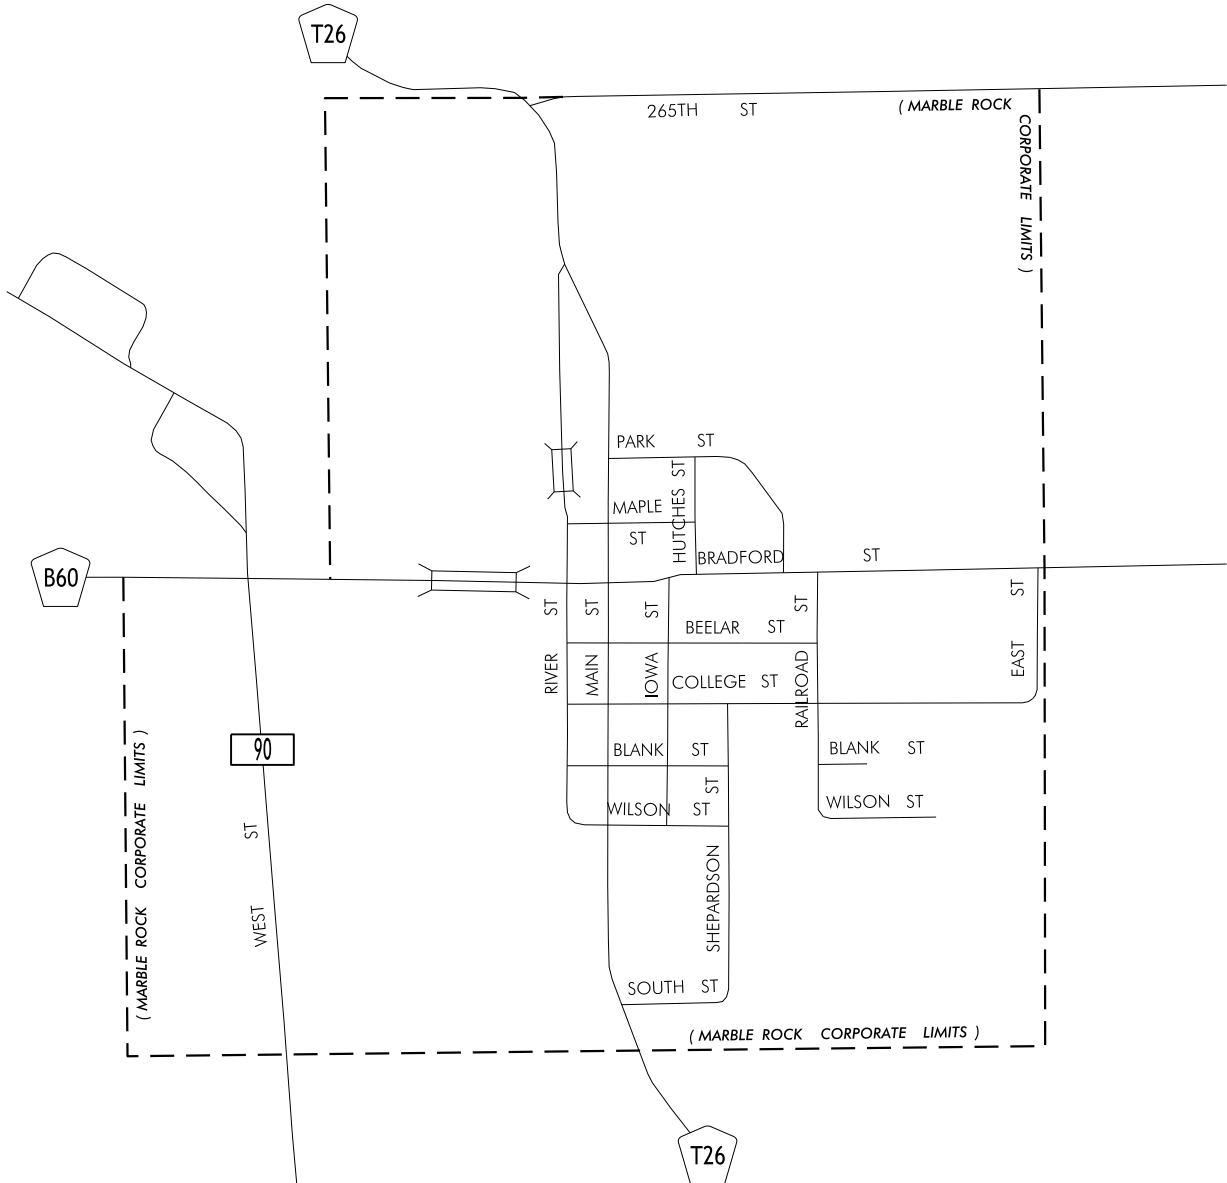 T26
265TH ST
( MARBLE ROCK
CORPORATE LIMITS )
PARK ST
HUTCHES ST
MAPLE
ST
BRADFORD ST
B60
RIVER ST
MAIN ST
IOWA ST
BEELAR ST
RAILROAD ST
EAST ST
COLLEGE ST
90
BLANK ST
BLANK ST
WILSON ST
WILSON ST
WEST ST
( MARBLE ROCK CORPORATE LIMITS )
SHEPARDSON ST
SOUTH ST
( MARBLE ROCK CORPORATE LIMITS )
T26